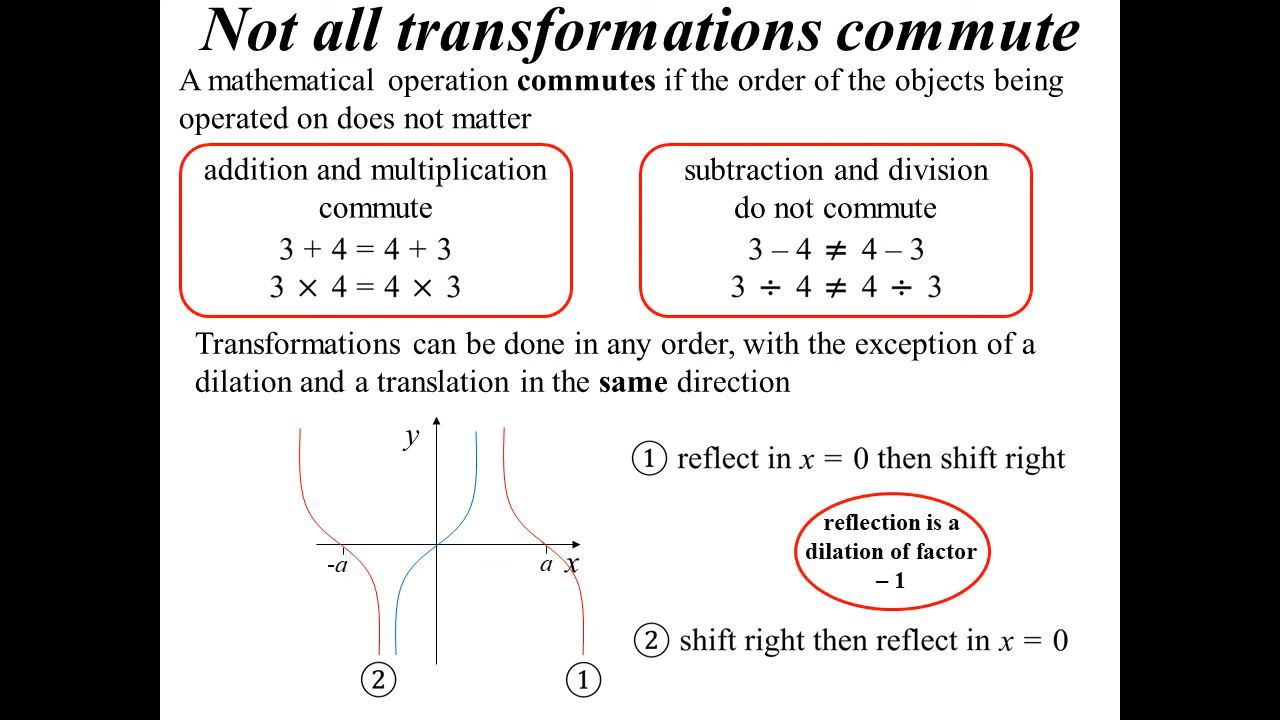 Not all transformations commute
A mathematical operation commutes if the order of the objects being
operated on does not matter
addition and multiplication
commute
3 + 4 = 4 + 3
3 × 4 = 4 × 3
subtraction and division
do not commute
3 – 4 ≠ 4 – 3
3 ÷ 4 ≠ 4 ÷ 3
Transformations can be done in any order, with the exception of a
dilation and a translation in the same direction
y
-a
a
x
②
①
① reflect in x = 0 then shift right
reflection is a
dilation of factor
– 1
② shift right then reflect in x = 0